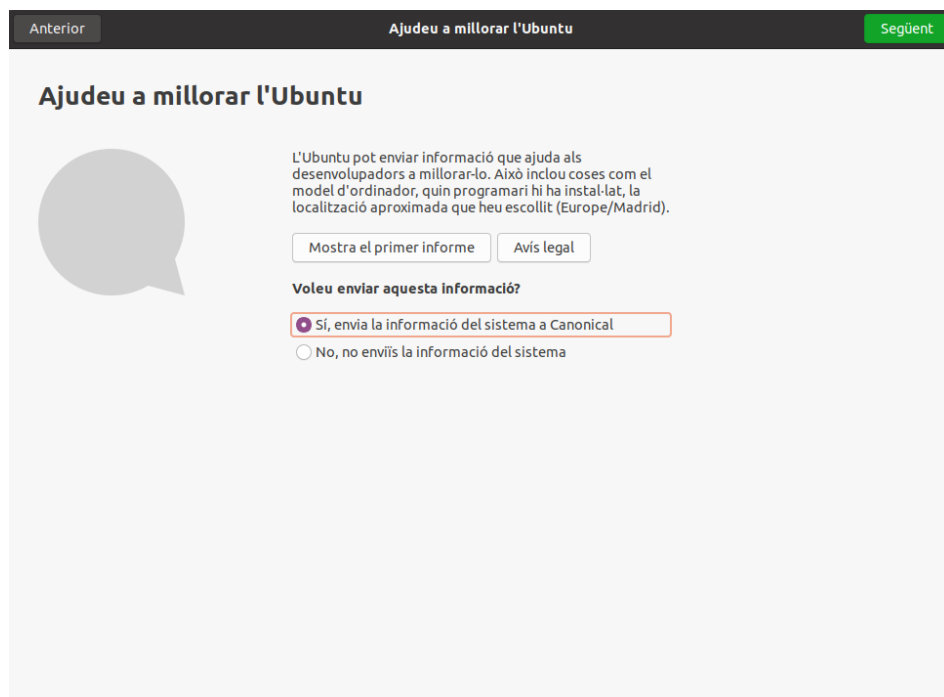 Anterior
Ajudeu a millorar l'Ubuntu
Següent
Ajudeu a millorar l'Ubuntu
L'Ubuntu pot enviar informació que ajuda als
desenvolupadors a millorar-lo. Això inclou coses com el
model d'ordinador, quin programari hi ha instal·lat, la
localització aproximada que heu escollit (Europe/Madrid).
Mostra el primer informe
Avís legal
Voleu enviar aquesta informació?
Sí, envia la informació del sistema a Canonical
No, no enviïs la informació del sistema